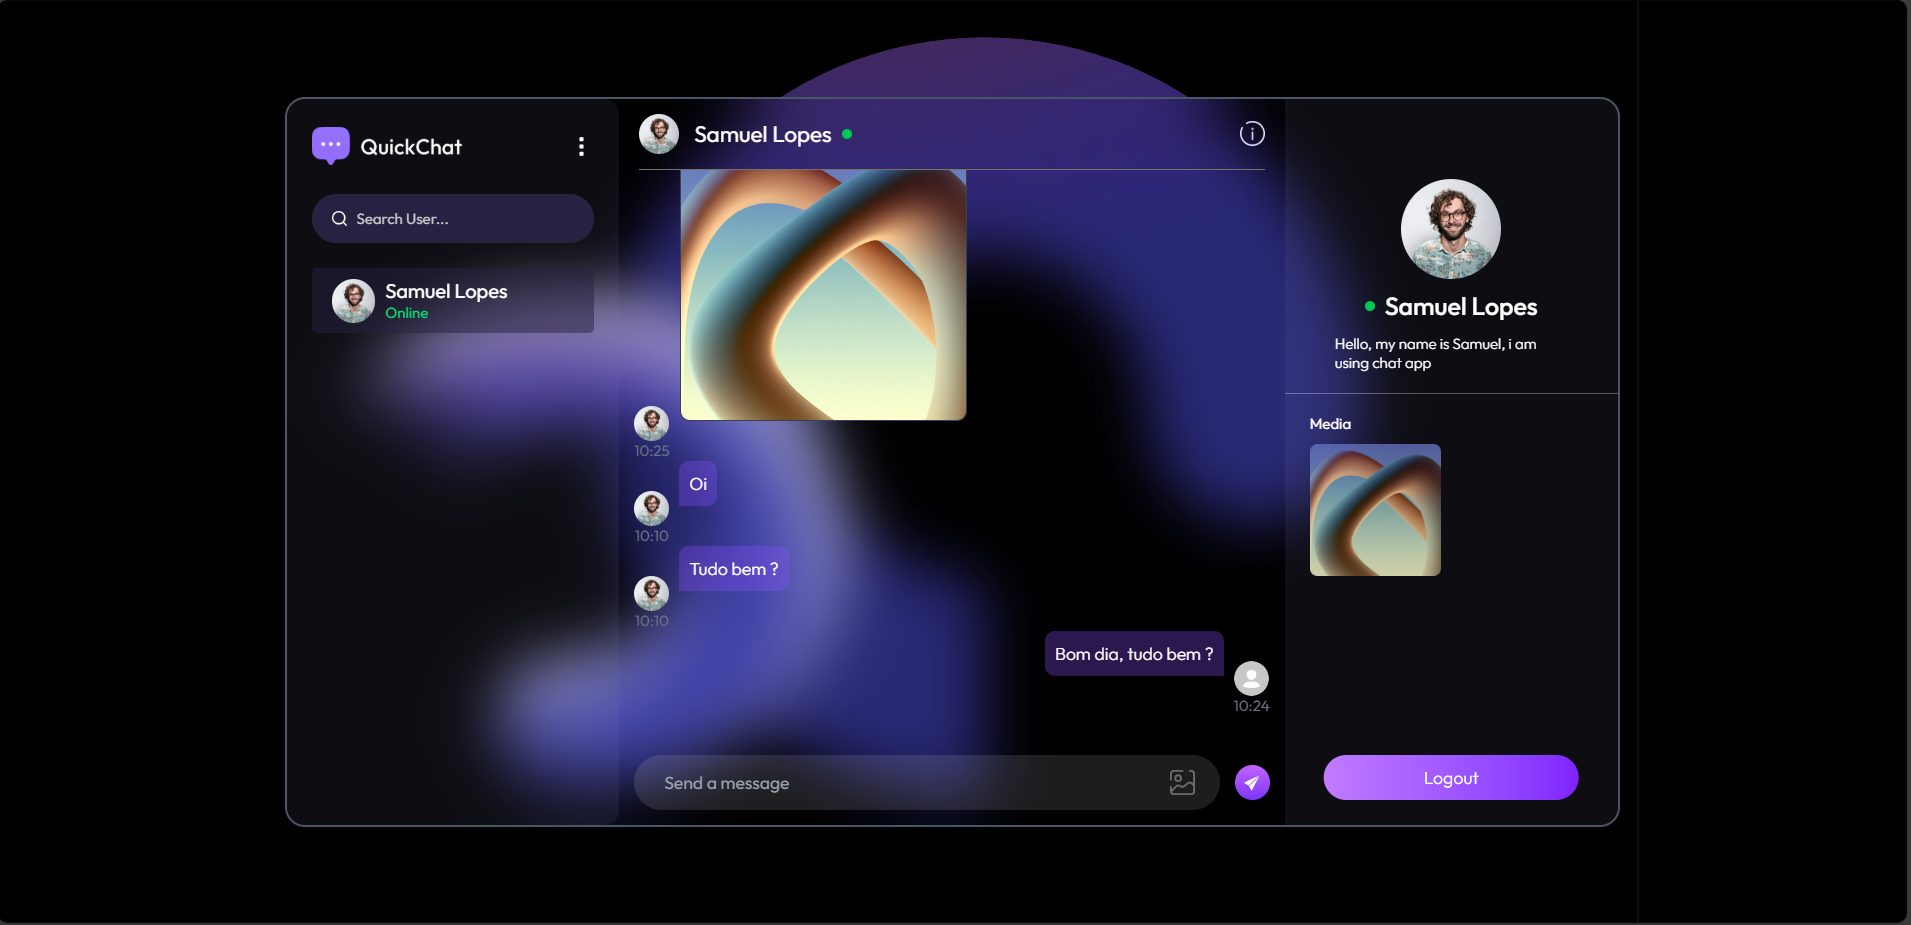 QuickChat
Search User...
Samuel Lopes
Online
Samuel Lopes
10:25
Oi
10:10
Tudo bem ?
10:10
Bom dia, tudo bem ?
10:24
Send a message
Samuel Lopes
Hello, my name is Samuel, i am
using chat app
Media
Logout